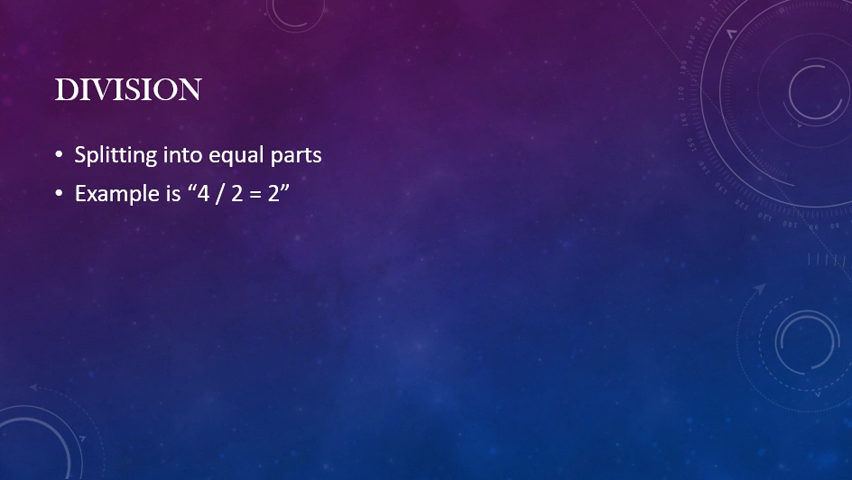 DIVISION
• Splitting into equal parts
• Example is “4 / 2 = 2”